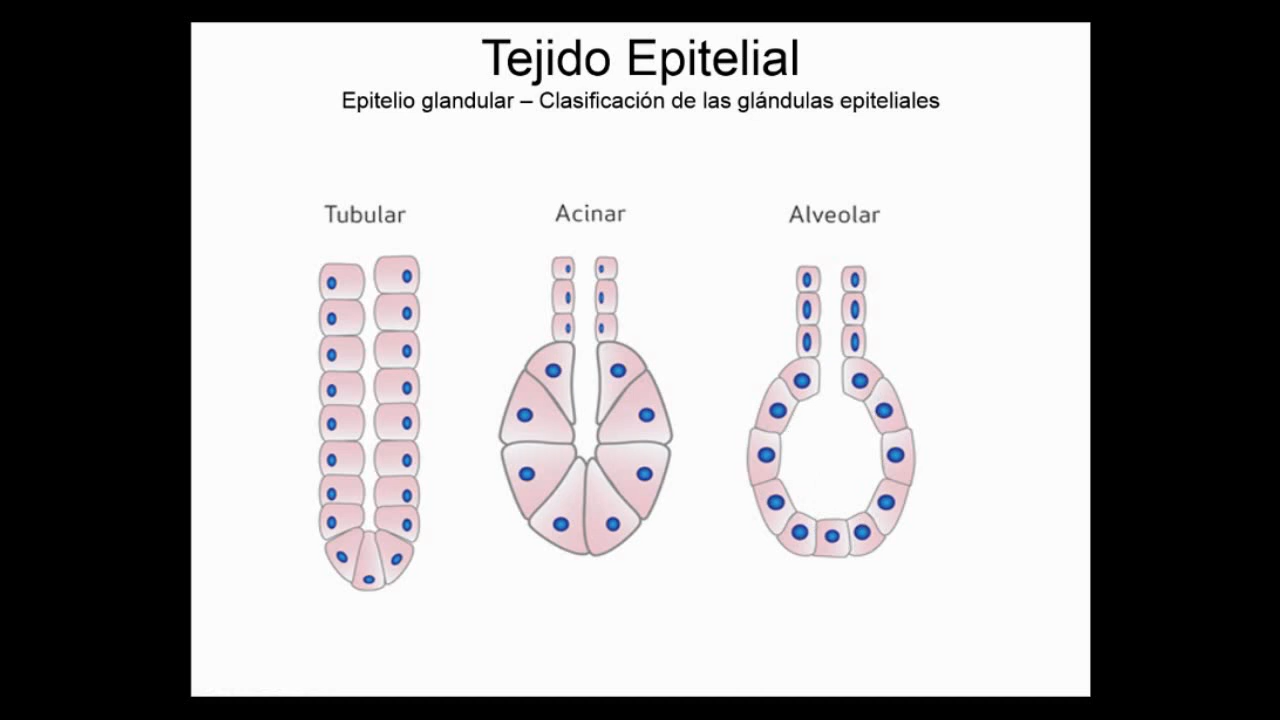 Tejido Epitelial
Epitelio glandular – Clasificación de las glándulas epiteliales
Tubular
Acinar
Alveolar